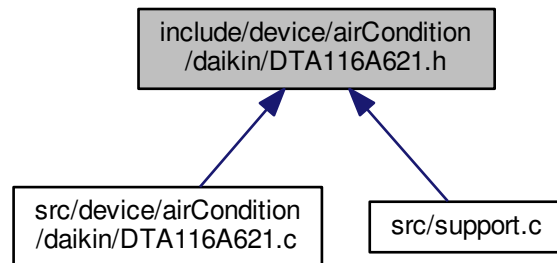 include/device/airCondition
/daikin/DTA116A621.h
src/device/airCondition
/daikin/DTA116A621.c
src/support.c